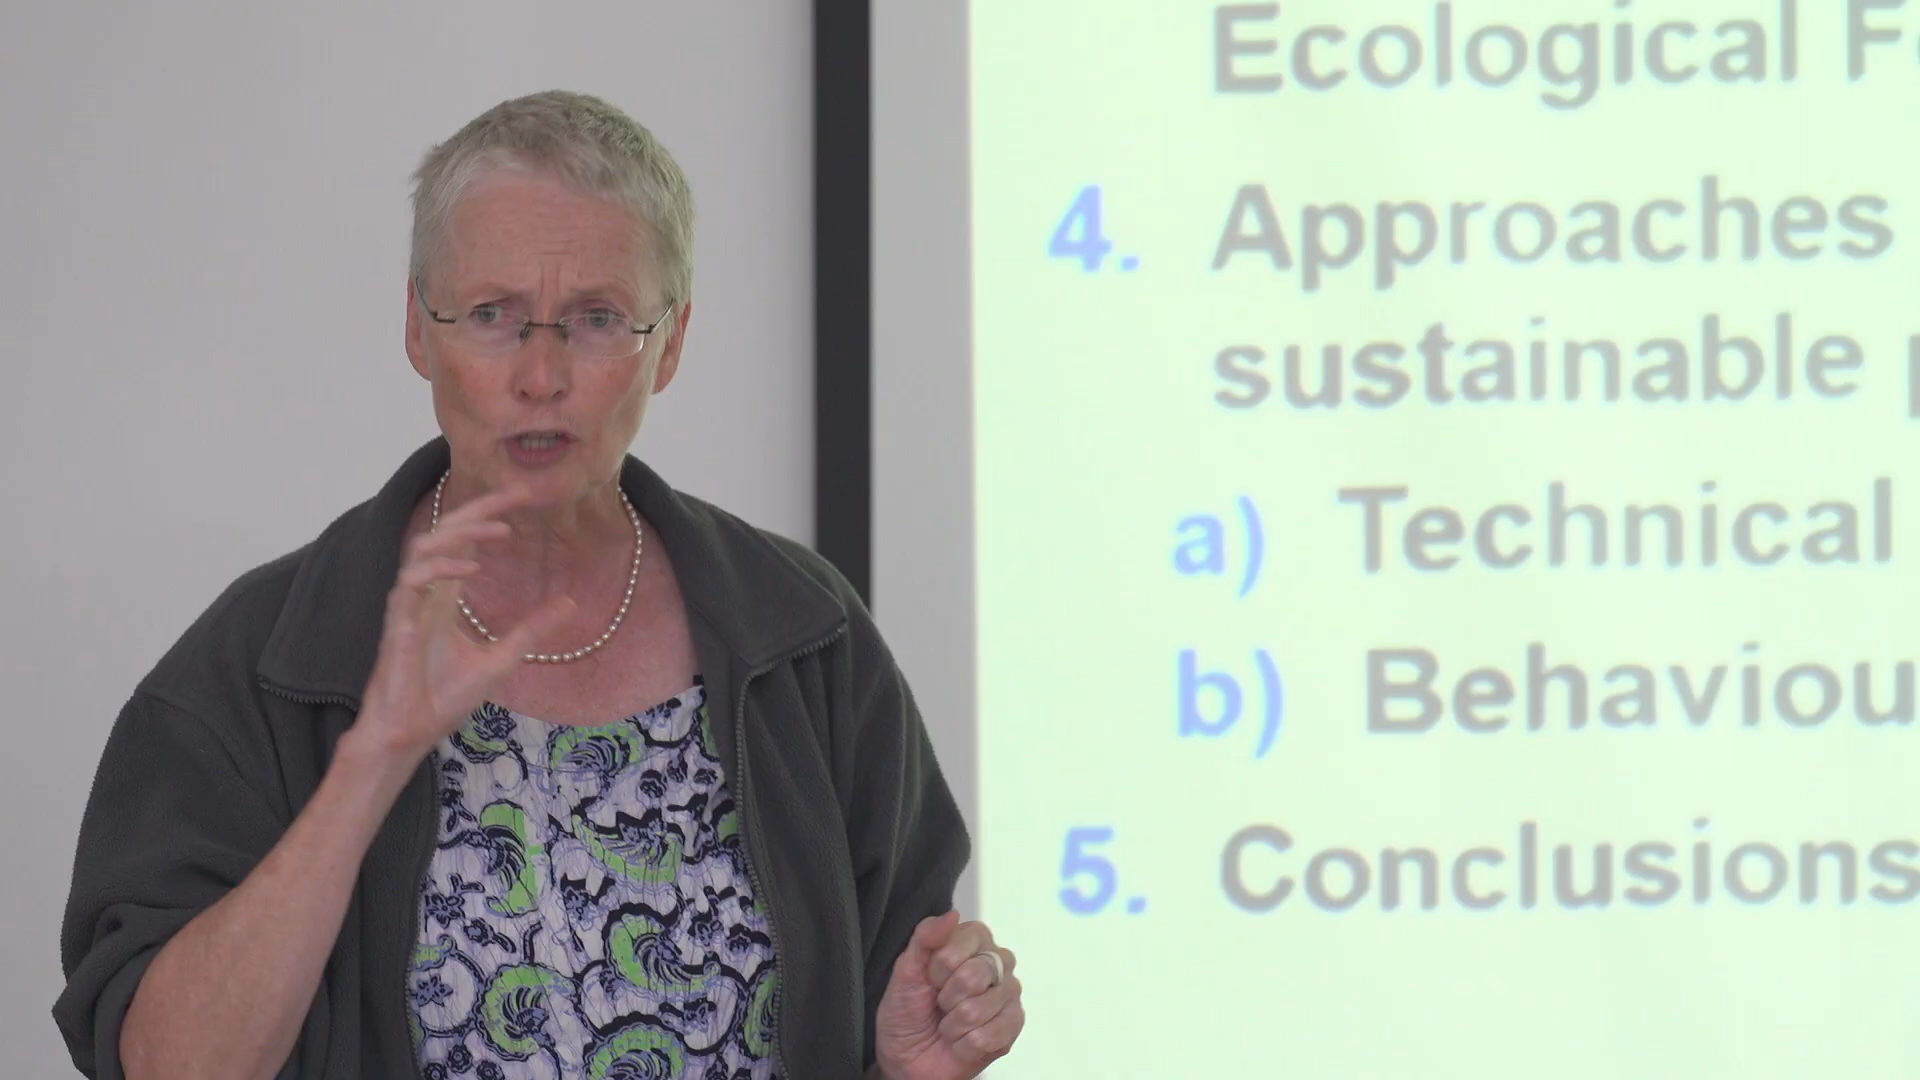 Ecological
4. Approaches
sustainable
a) Technical
b) Behaviou
5. Conclusions